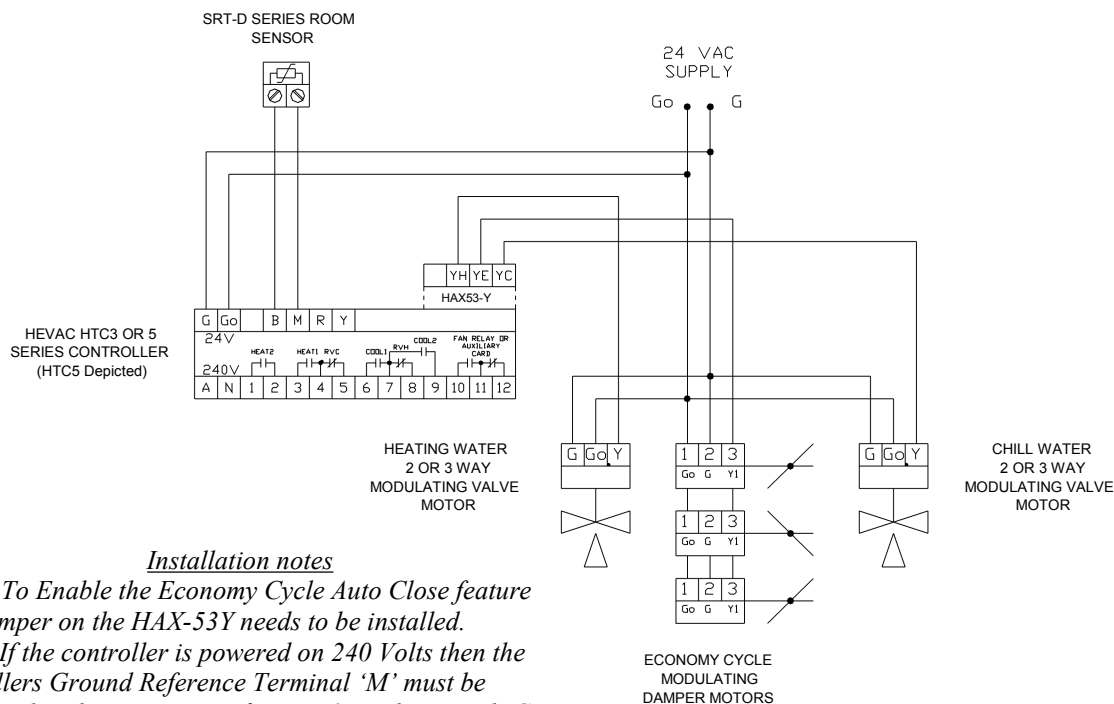 SRT-D SERIES ROOM
SENSOR
24 VAC
SUPPLY
Go G
YH YE YC
HAX53-Y
HEVAC HTC3 OR 5
SERIES CONTROLLER
(HTC5 Depicted)
G Go B M R Y
24V
HEAT2 HEAT1 RVC COOL1 RVH COOL2 FAN RELAY OR
AUXILIARY
CARD
240V
A N 1 2 3 4 5 6 7 8 9 10 11 12
HEATING WATER
2 OR 3 WAY
MODULATING VALVE
MOTOR
G Go Y
1 2 3
Go G Y1
1 2 3
Go G Y1
1 2 3
Go G Y1
G Go Y
CHILL WATER
2 OR 3 WAY
MODULATING VALVE
MOTOR
ECONOMY CYCLE
MODULATING
DAMPER MOTORS
Installation notes
To Enable the Economy Cycle Auto Close feature
mper on the HAX-53Y needs to be installed.
If the controller is powered on 240 Volts then the
llers Ground Reference Terminal ‘M’ must be